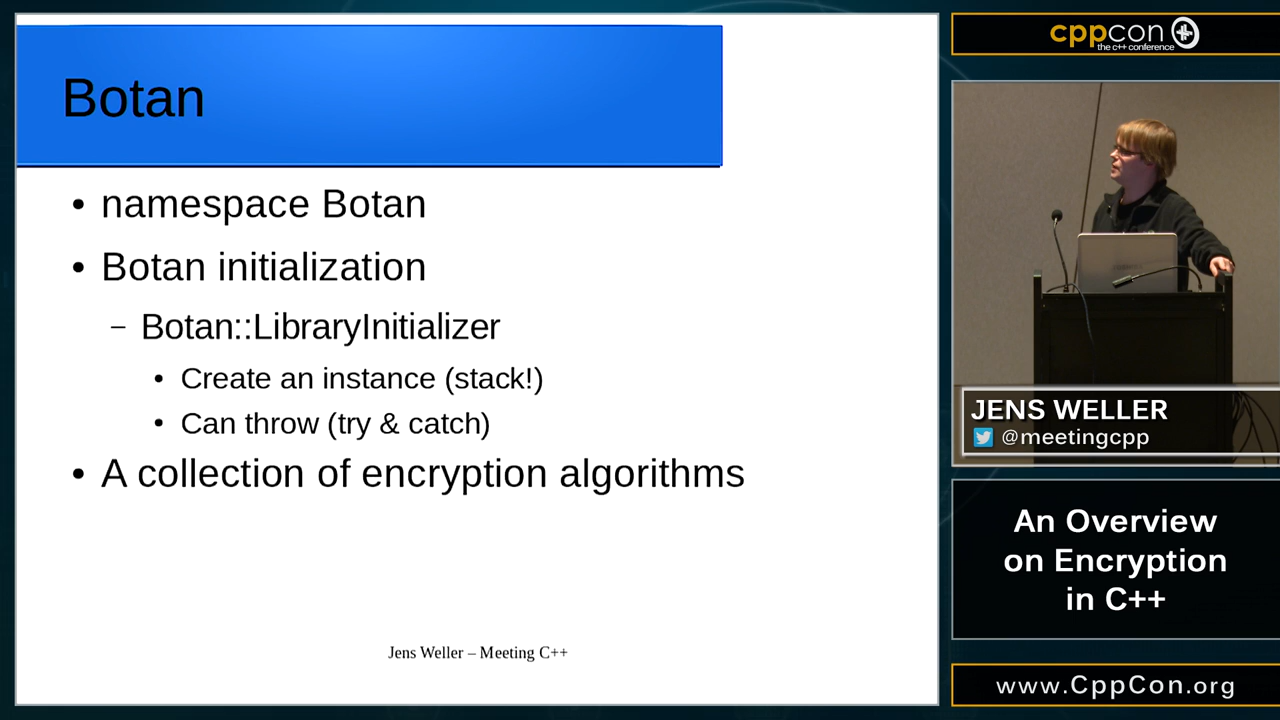 Botan
• namespace Botan
• Botan initialization
– Botan::LibraryInitializer
• Create an instance (stack!)
• Can throw (try & catch)
• A collection of encryption algorithms
Jens Weller – Meeting C++
cppcon
the c++ conference
JENS WELLER
@meetingcpp
An Overview
on Encryption
in C++
www.CppCon.org